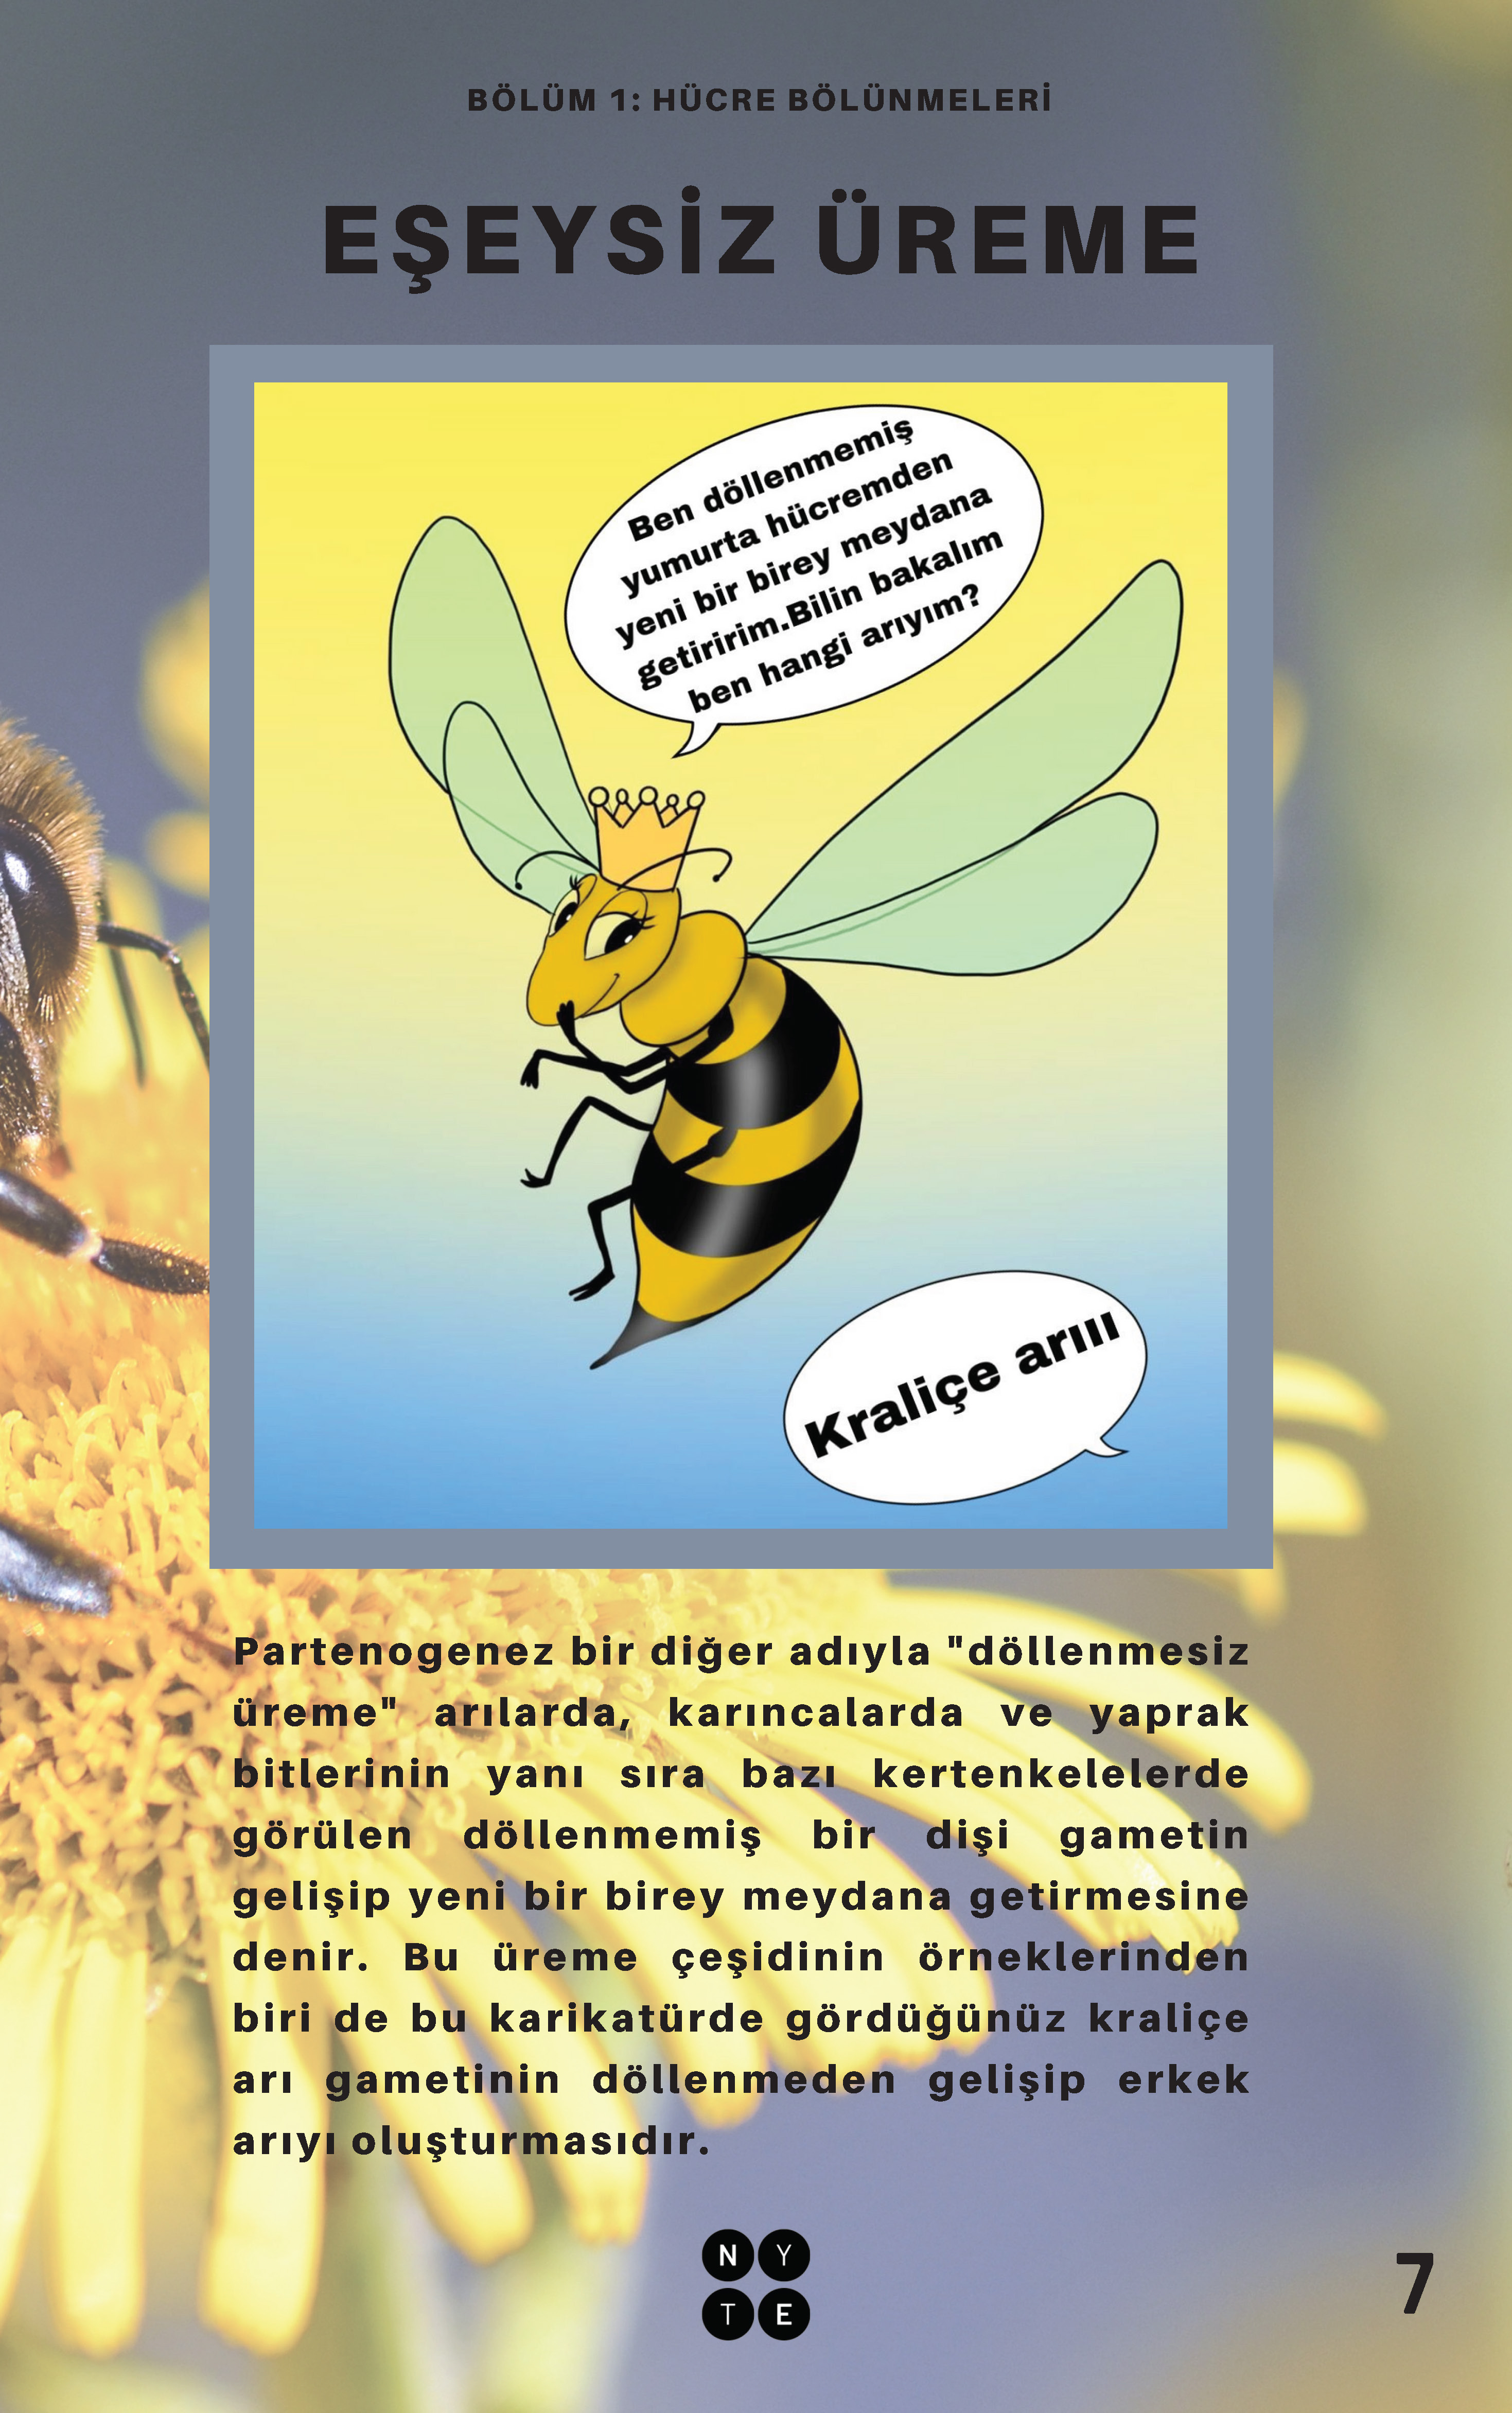 BÖLÜM 1: HÜCRE BÖLÜNMELERİ
EŞEYSİZ ÜREME
Ben döllenmemiş
yumurta hücremden
yeni bir birey meydana
getiririm.Bilin bakalım
ben hangi arıyım?
Kraliçe arııı
Partenogenez bir diğer adıyla "döllenmesiz
üreme" arılarda, karıncalarda ve yaprak
bitlerinin yanı sıra bazı kertenkelelerde
görülen döllenmemiş bir dişi gametin
gelişip yeni bir birey meydana getirmesine
denir. Bu üreme çeşidinin örneklerinden
biri de bu karikatürde gördüğünüz kraliçe
arı gametinin döllenmeden gelişip erkek
arıyı oluşturmasıdır.
N Y
T E
7